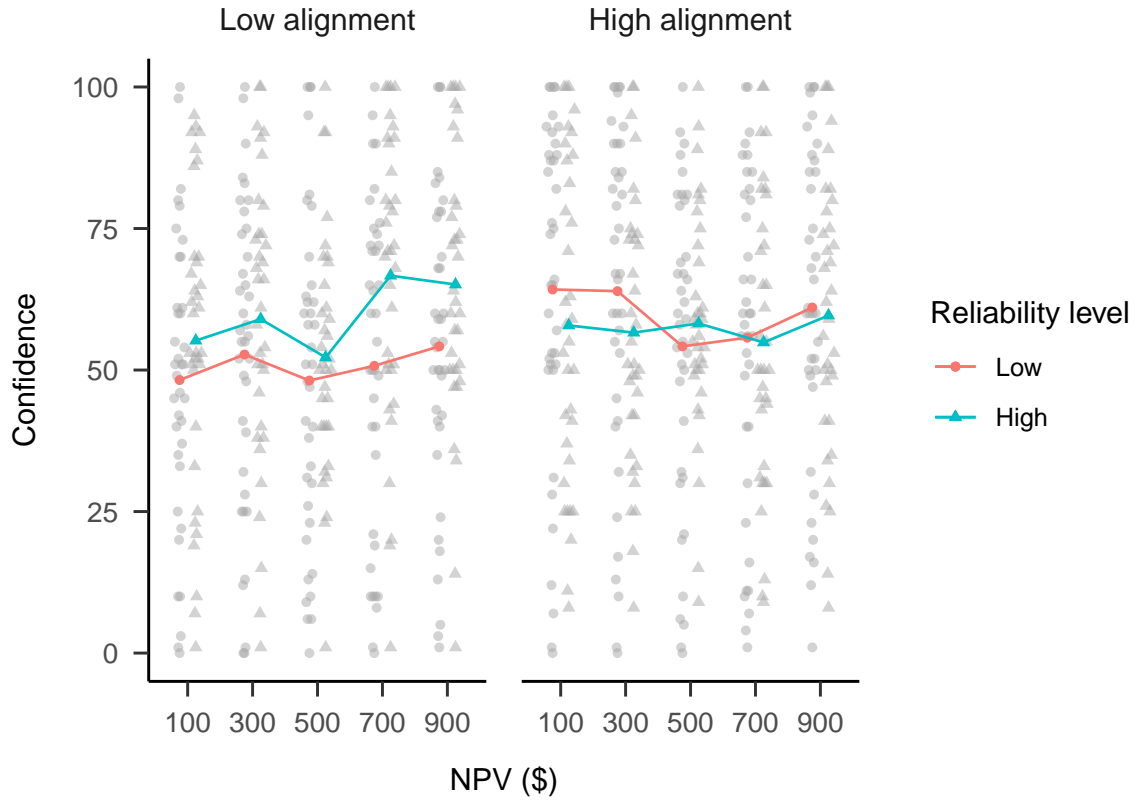 Low alignment
High alignment
100
75
50
25
0
Confidence
100 300 500 700 900
100 300 500 700 900
NPV ($)
Reliability level
Low
High